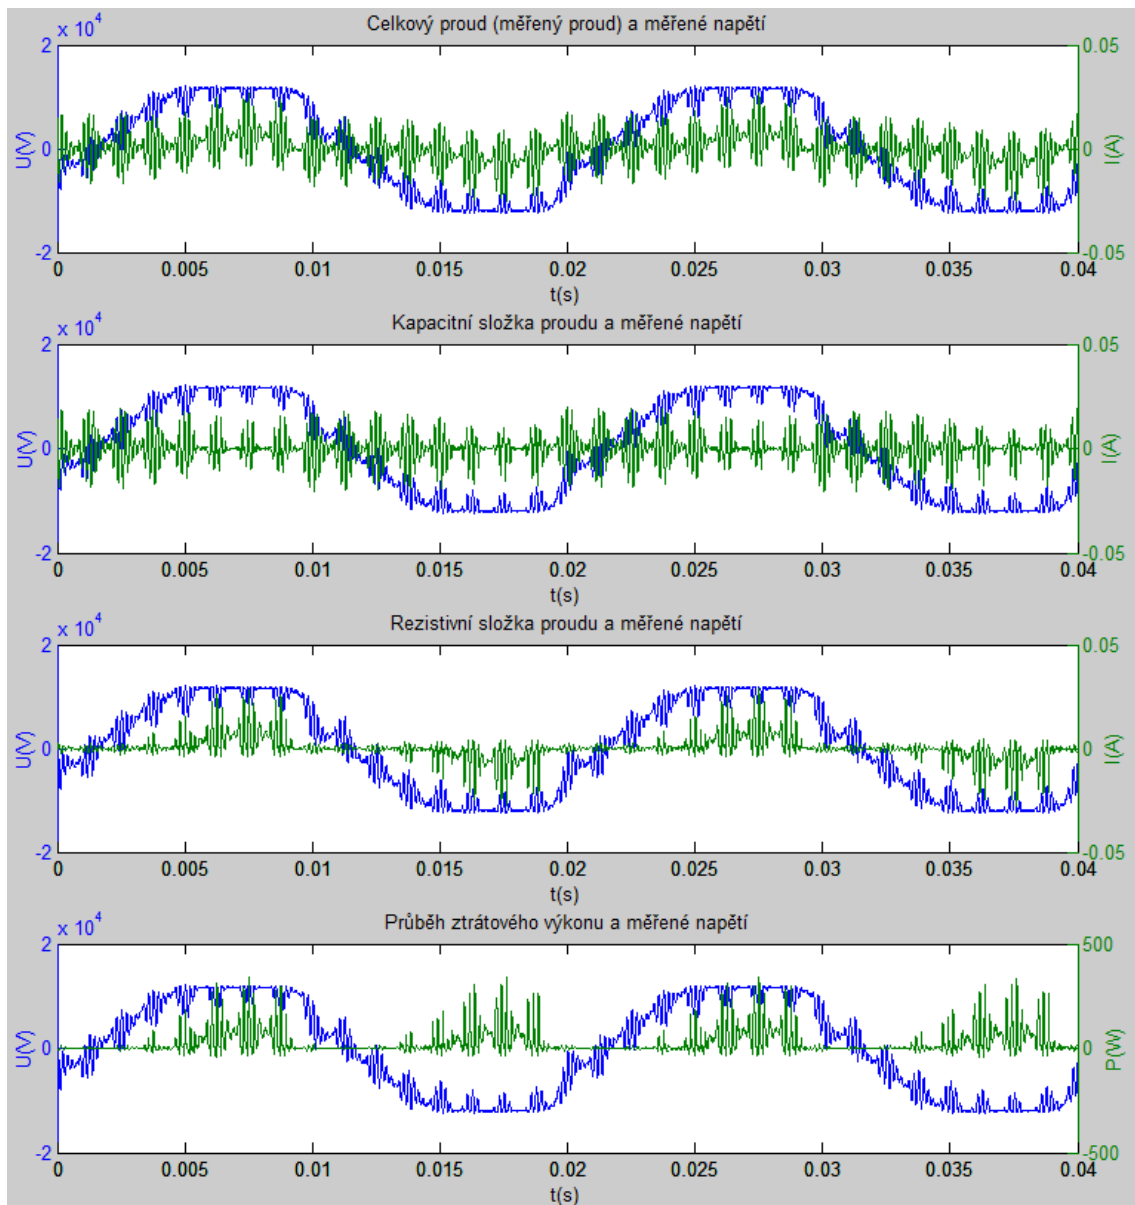 Celkový proud (měřený proud) a měřené napětí
x 10^4
2 0.05
U(V) 0 0 I(A)
-2 -0.05
0 0.005 0.01 0.015 0.02 0.025 0.03 0.035 0.04
t(s)
Kapacitní složka proudu a měřené napětí
x 10^4
2 0.05
U(V) 0 0 I(A)
-2 -0.05
0 0.005 0.01 0.015 0.02 0.025 0.03 0.035 0.04
t(s)
Rezistivní složka proudu a měřené napětí
x 10^4
2 0.05
U(V) 0 0 I(A)
-2 -0.05
0 0.005 0.01 0.015 0.02 0.025 0.03 0.035 0.04
t(s)
Průběh ztrátového výkonu a měřené napětí
x 10^4
2 500
U(V) 0 0 P(W)
-2 -500
0 0.005 0.01 0.015 0.02 0.025 0.03 0.035 0.04
t(s)